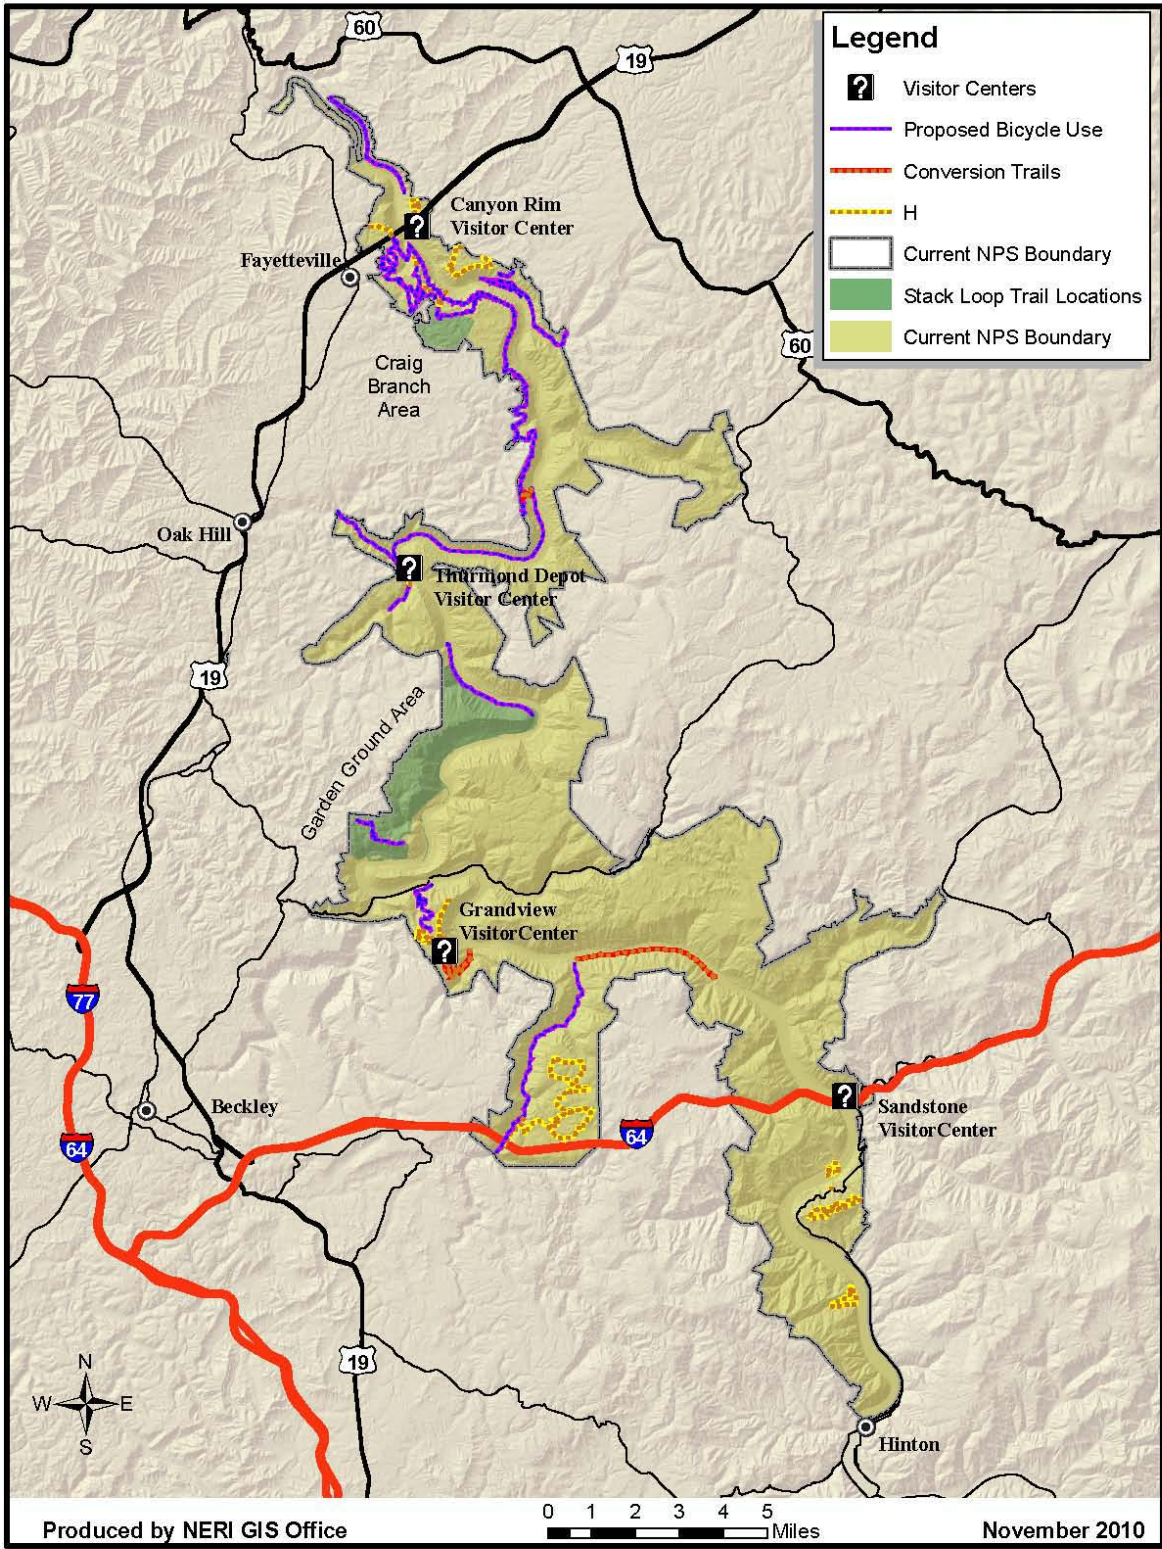 60
19
Legend
Visitor Centers
Proposed Bicycle Use
Conversion Trails
H
Current NPS Boundary
Stack Loop Trail Locations
Current NPS Boundary
?
Canyon Rim
Visitor Center
Fayetteville
60
Craig
Branch
Area
Oak Hill
?
Thurmond Depot
Visitor Center
19
Garden Ground Area
Grandview
VisitorCenter
?
77
?
Sandstone
VisitorCenter
Beckley
64
64
19
N
W
E
S
Hinton
0 1 2 3 4 5
Miles
Produced by NERI GIS Office
November 2010